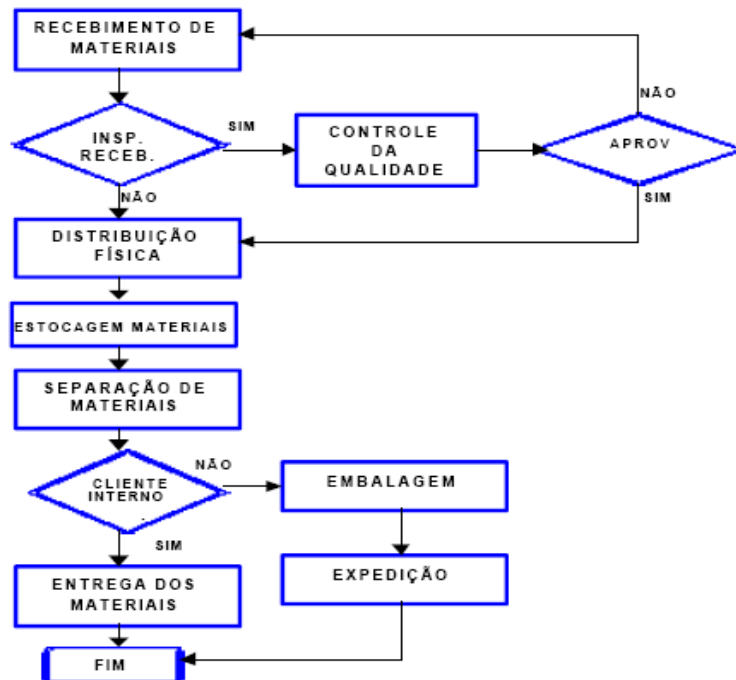 RECEBIMENTO DE
MATERIAIS
NÃO
INSP.
RECEB.
SIM
CONTROLE
DA
QUALIDADE
APROV
NÃO
SIM
DISTRIBUIÇÃO
FÍSICA
ESTOCAGEM MATERIAIS
SEPARAÇÃO DE
MATERIAIS
CLIENTE
INTERNO
NÃO
EMBALAGEM
SIM
EXPEDIÇÃO
ENTREGA DOS
MATERIAIS
FIM